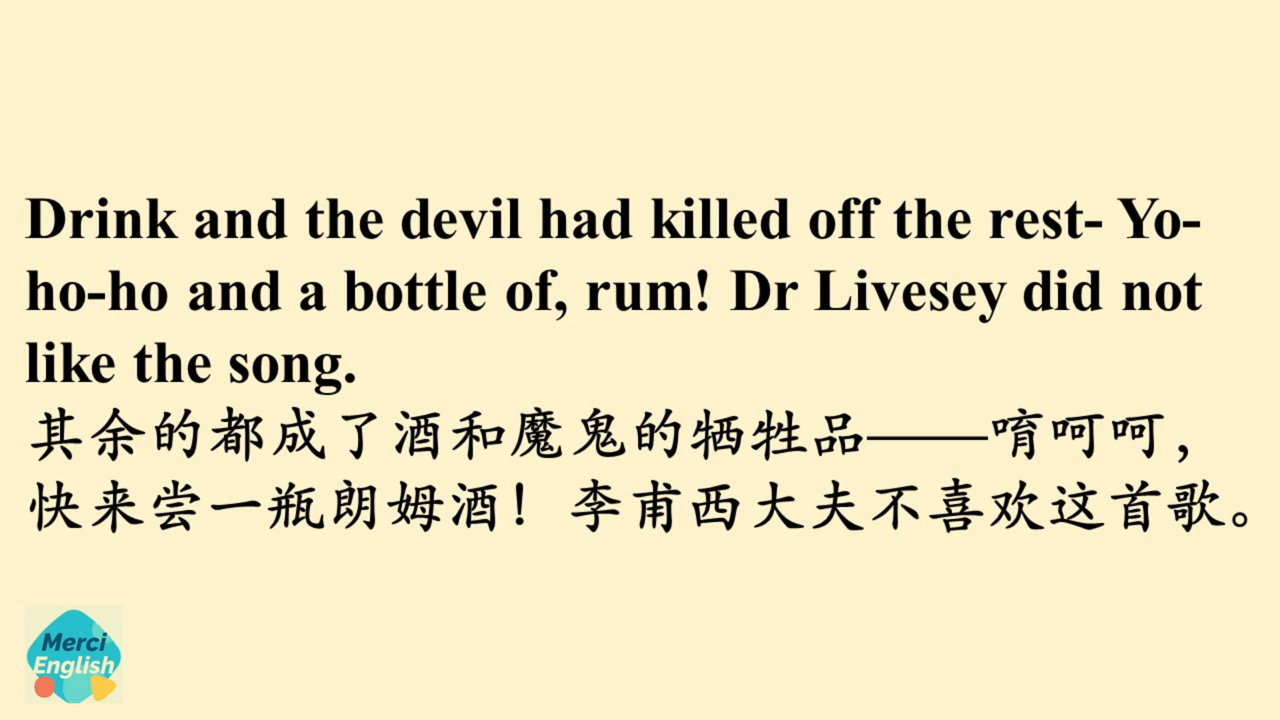 Drink and the devil had killed off the rest- Yo-
ho-ho and a bottle of, rum! Dr Livesey did not
like the song.
其余的都成了酒和魔鬼的牺牲品——唷呵呵，
快来尝一瓶朗姆酒！李甫西大夫不喜欢这首歌。
Merci
English